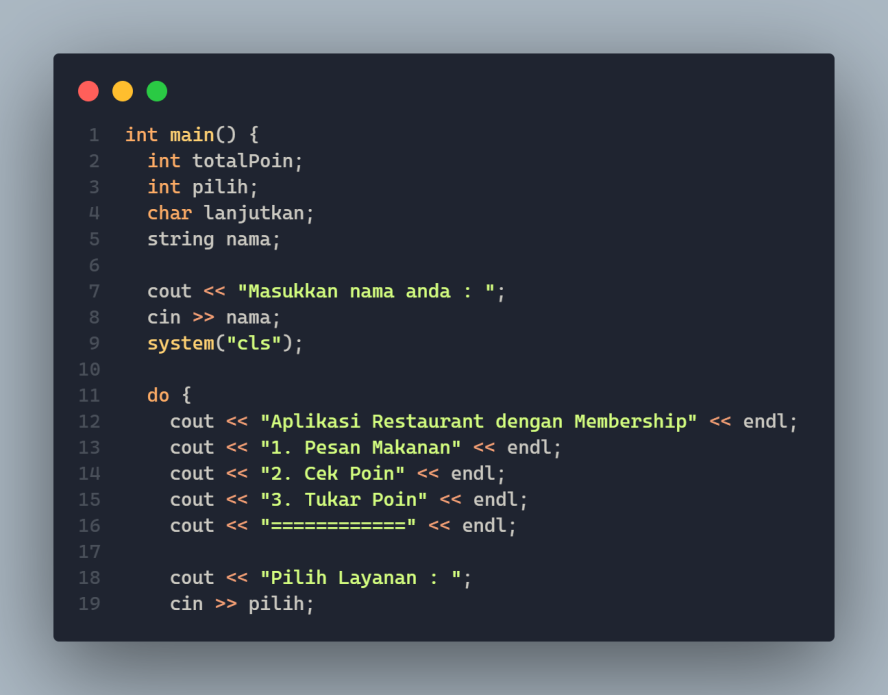 1 int main() {
2 int totalPoin;
3 int pilih;
4 char lanjutkan;
5 string nama;
6
7 cout << "Masukkan nama anda : ";
8 cin >> nama;
9 system("cls");
10
11 do {
12 cout << "Aplikasi Restaurant dengan Membership" << endl;
13 cout << "1. Pesan Makanan" << endl;
14 cout << "2. Cek Poin" << endl;
15 cout << "3. Tukar Poin" << endl;
16 cout << "============" << endl;
17
18 cout << "Pilih Layanan : ";
19 cin >> pilih;